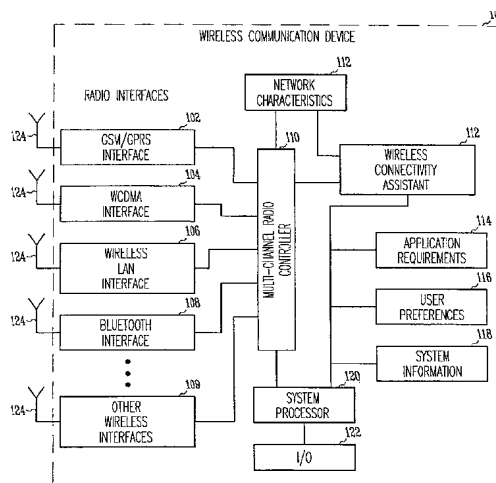 WIRELESS COMMUNICATION DEVICE
RADIO INTERFACES
112
NETWORK
CHARACTERISTICS
110
MULTI-CHANNEL RADIO
CONTROLLER
112
WIRELESS
CONNECTIVITY
ASSISTANT
124
102
GSM/GPRS
INTERFACE
124
104
WCDMA
INTERFACE
124
106
WIRELESS
LAN
INTERFACE
124
108
BLUETOOTH
INTERFACE
124
109
OTHER
WIRELESS
INTERFACES
114
APPLICATION
REQUIREMENTS
116
USER
PREFERENCES
118
SYSTEM
INFORMATION
120
SYSTEM
PROCESSOR
122
I/O